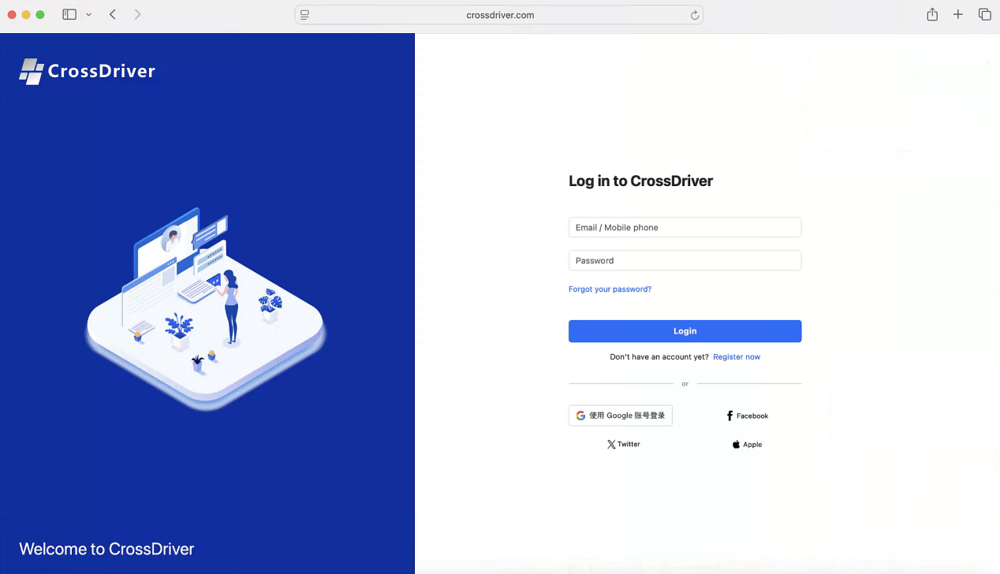 crossdriver.com
CrossDriver
Log in to CrossDriver
Email / Mobile phone
Password
Forgot your password?
Login
Don't have an account yet? Register now
or
使用 Google 账号登录
Facebook
Twitter
Apple
Welcome to CrossDriver